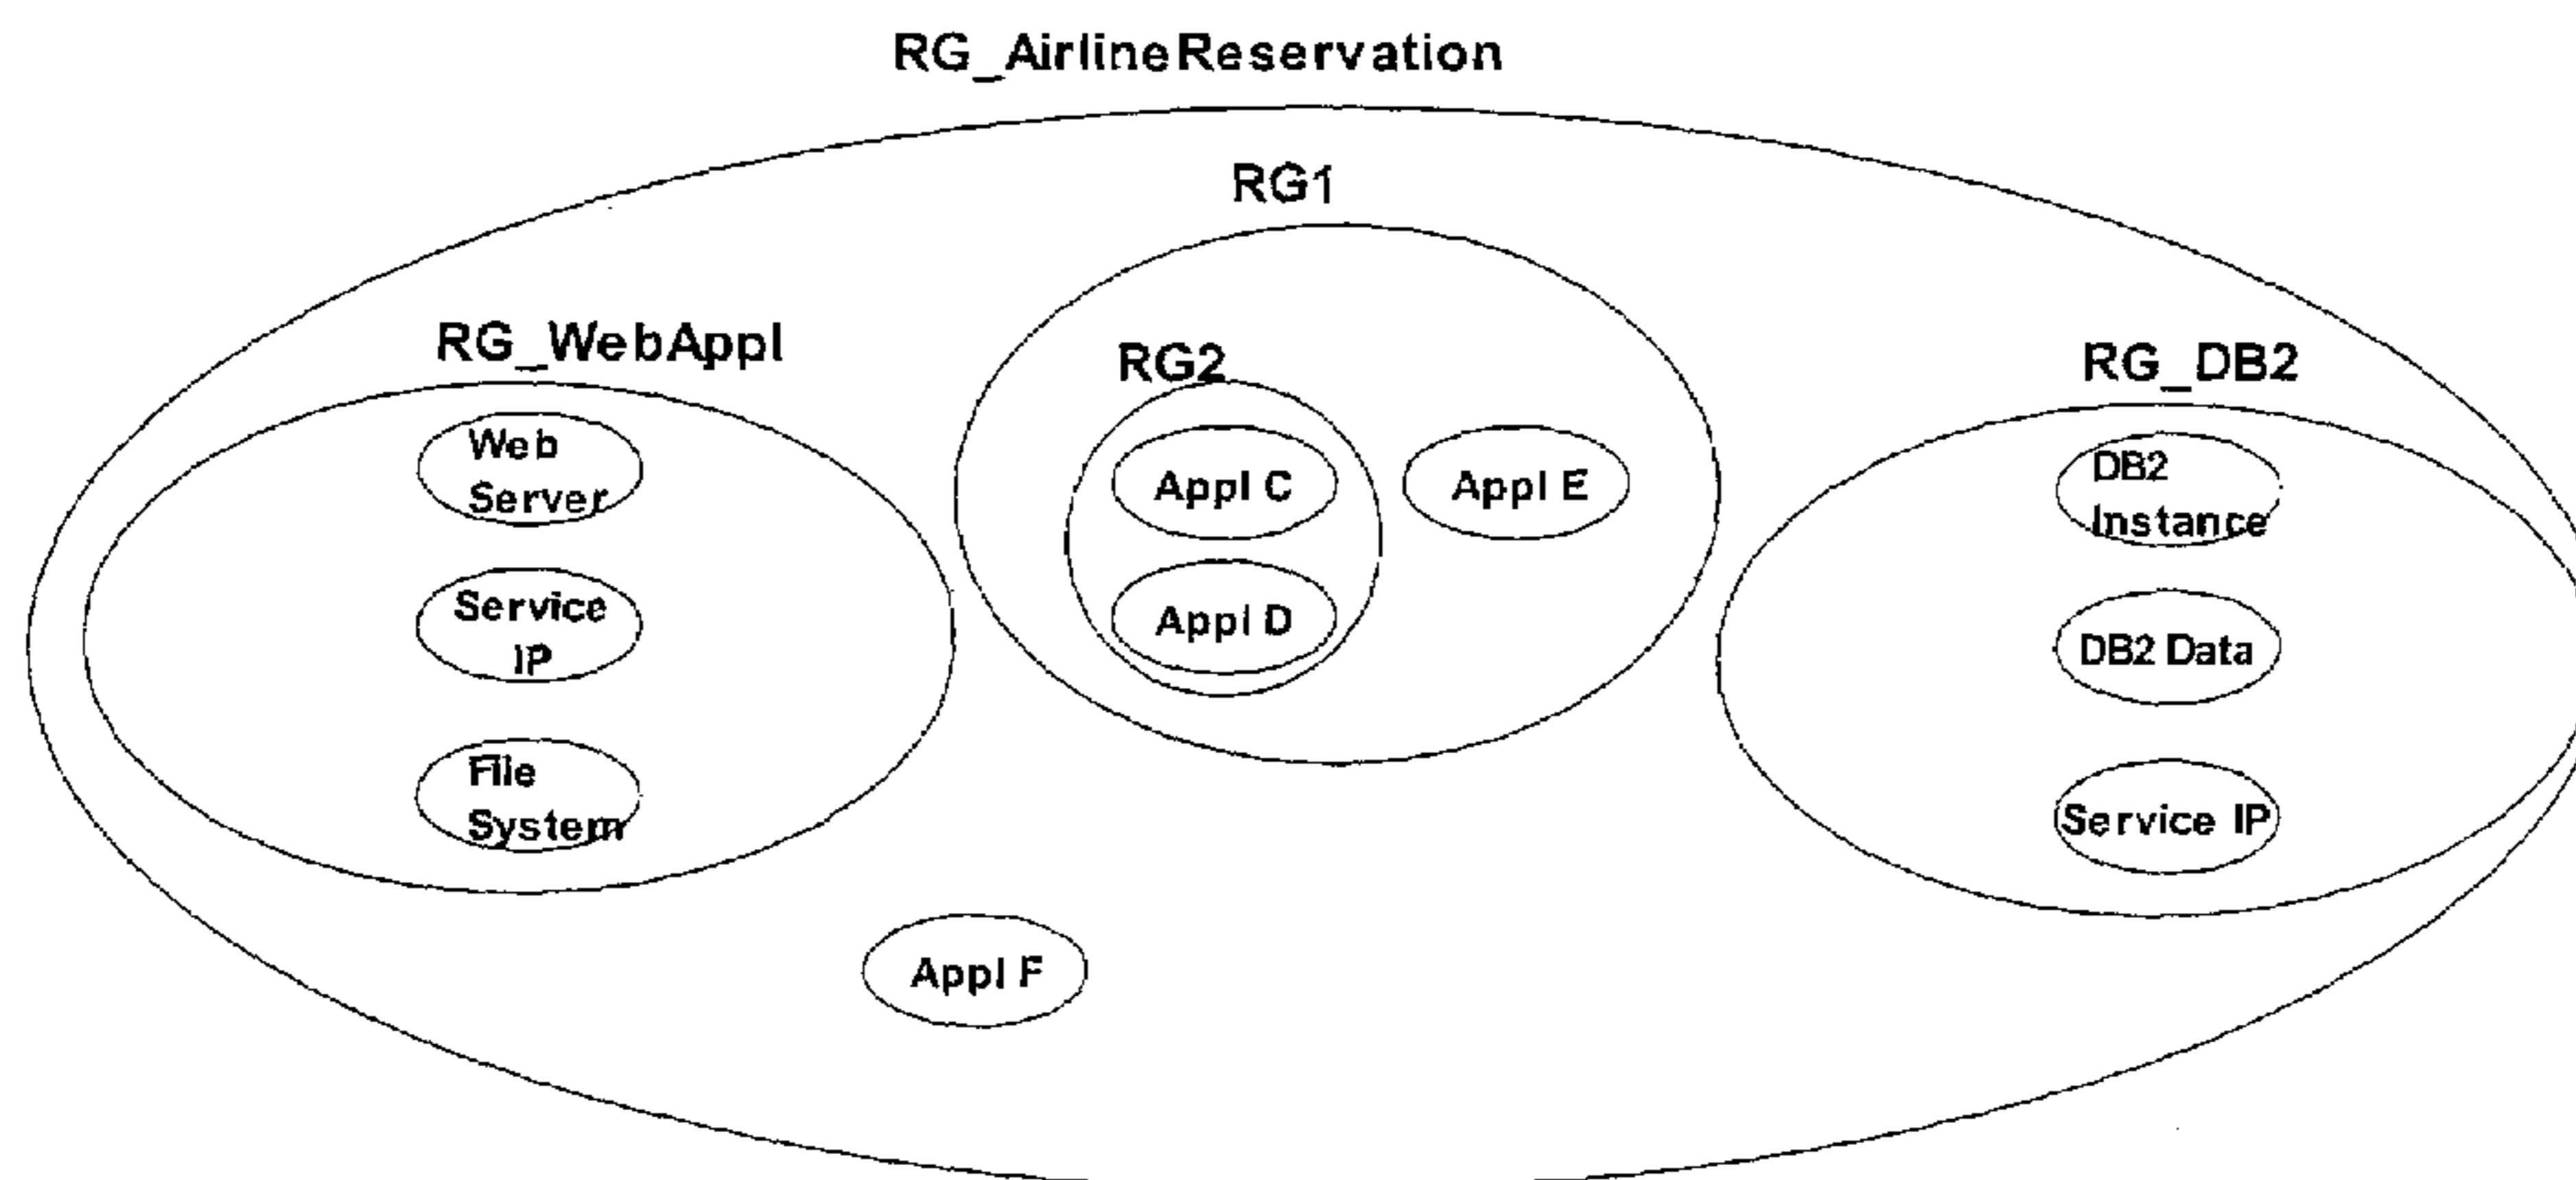 RG_AirlineReservation
RG1
RG_WebAppl
RG2
RG_DB2
Web
Server
Appl C
Appl E
DB2
Instance
Service
IP
Appl D
DB2 Data
File
System
Service IP
Appl F